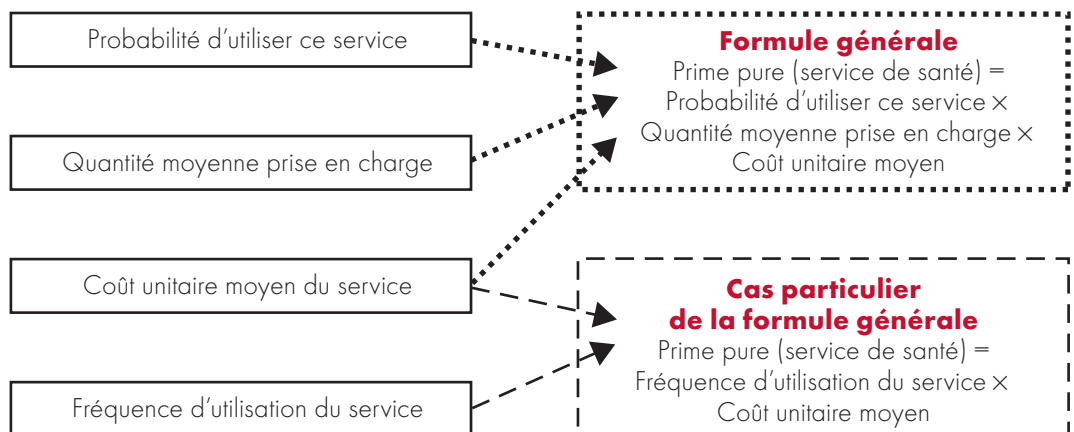 Probabilité d'utiliser ce service
Quantité moyenne prise en charge
Coût unitaire moyen du service
Fréquence d'utilisation du service
Formule générale
Prime pure (service de santé) =
Probabilité d'utiliser ce service ×
Quantité moyenne prise en charge ×
Coût unitaire moyen
Cas particulier
de la formule générale
Prime pure (service de santé) =
Fréquence d'utilisation du service ×
Coût unitaire moyen